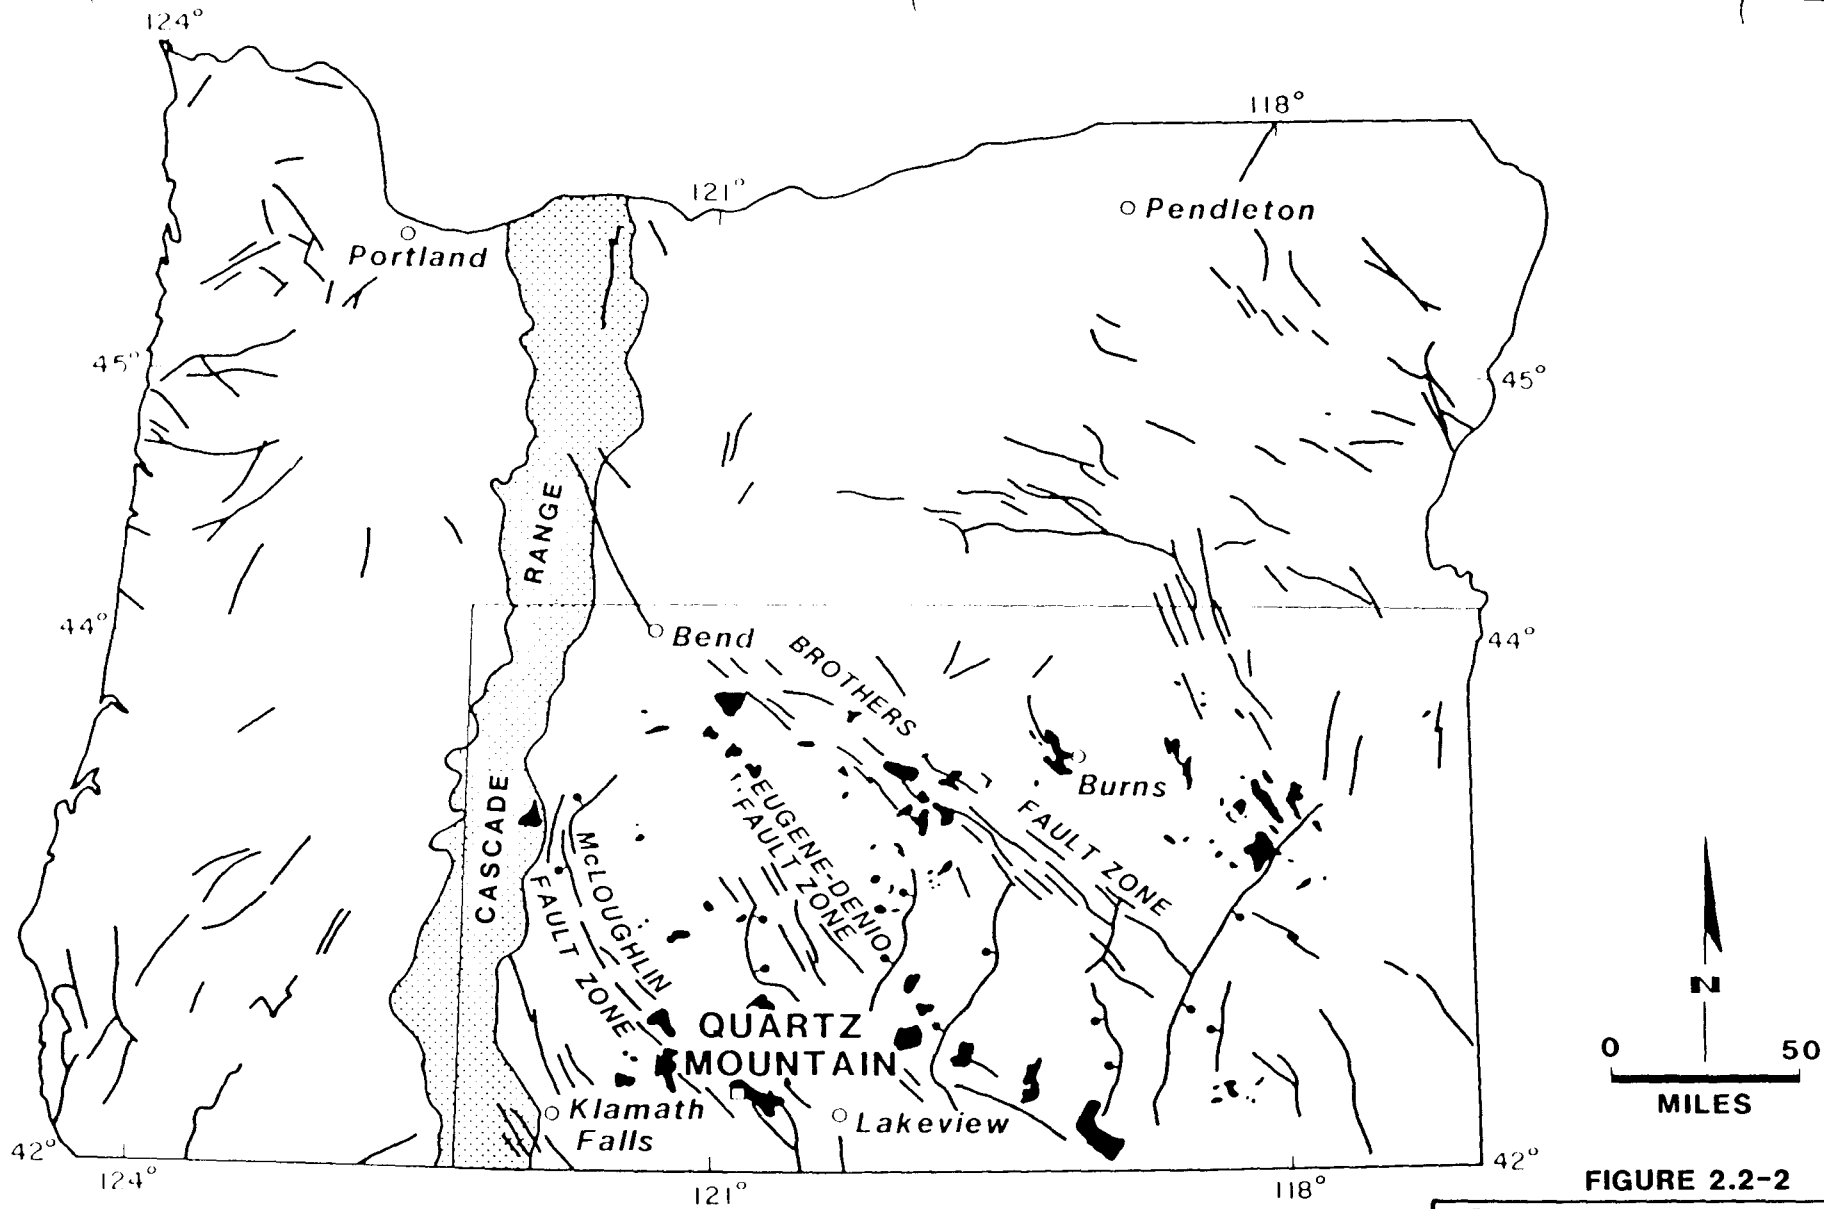 124°
118°
121°
Pendleton
Portland
45°
45°
RANGE
44°
44°
Bend
BROTHERS
FAULT ZONE
Burns
CASCADE
EUGENE-DENIO
FAULT ZONE
McLOUGHLIN
FAULT ZONE
QUARTZ
MOUNTAIN
Klamath
Falls
Lakeview
N
0 50
MILES
42°
42°
124°
121°
118°
FIGURE 2.2-2